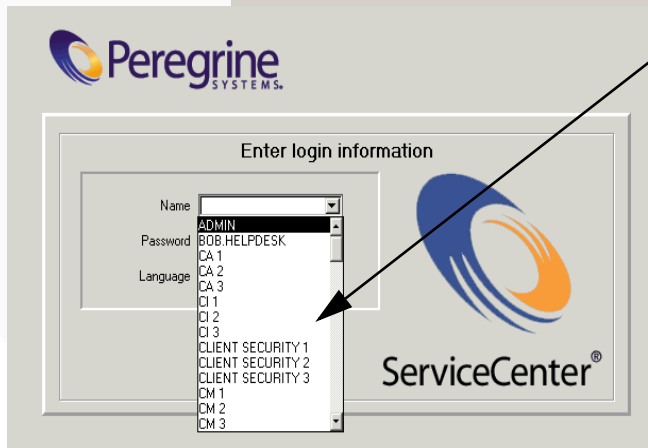 Peregrine
SYSTEMS.
Enter login information
Name
ADMIN
Password
BOB.HELPDESK
CA 1
CA 2
Language
CA 3
CI 1
CI 2
CI 3
CLIENT SECURITY 1
CLIENT SECURITY 2
CLIENT SECURITY 3
CM 1
CM 2
CM 3
ServiceCenter®